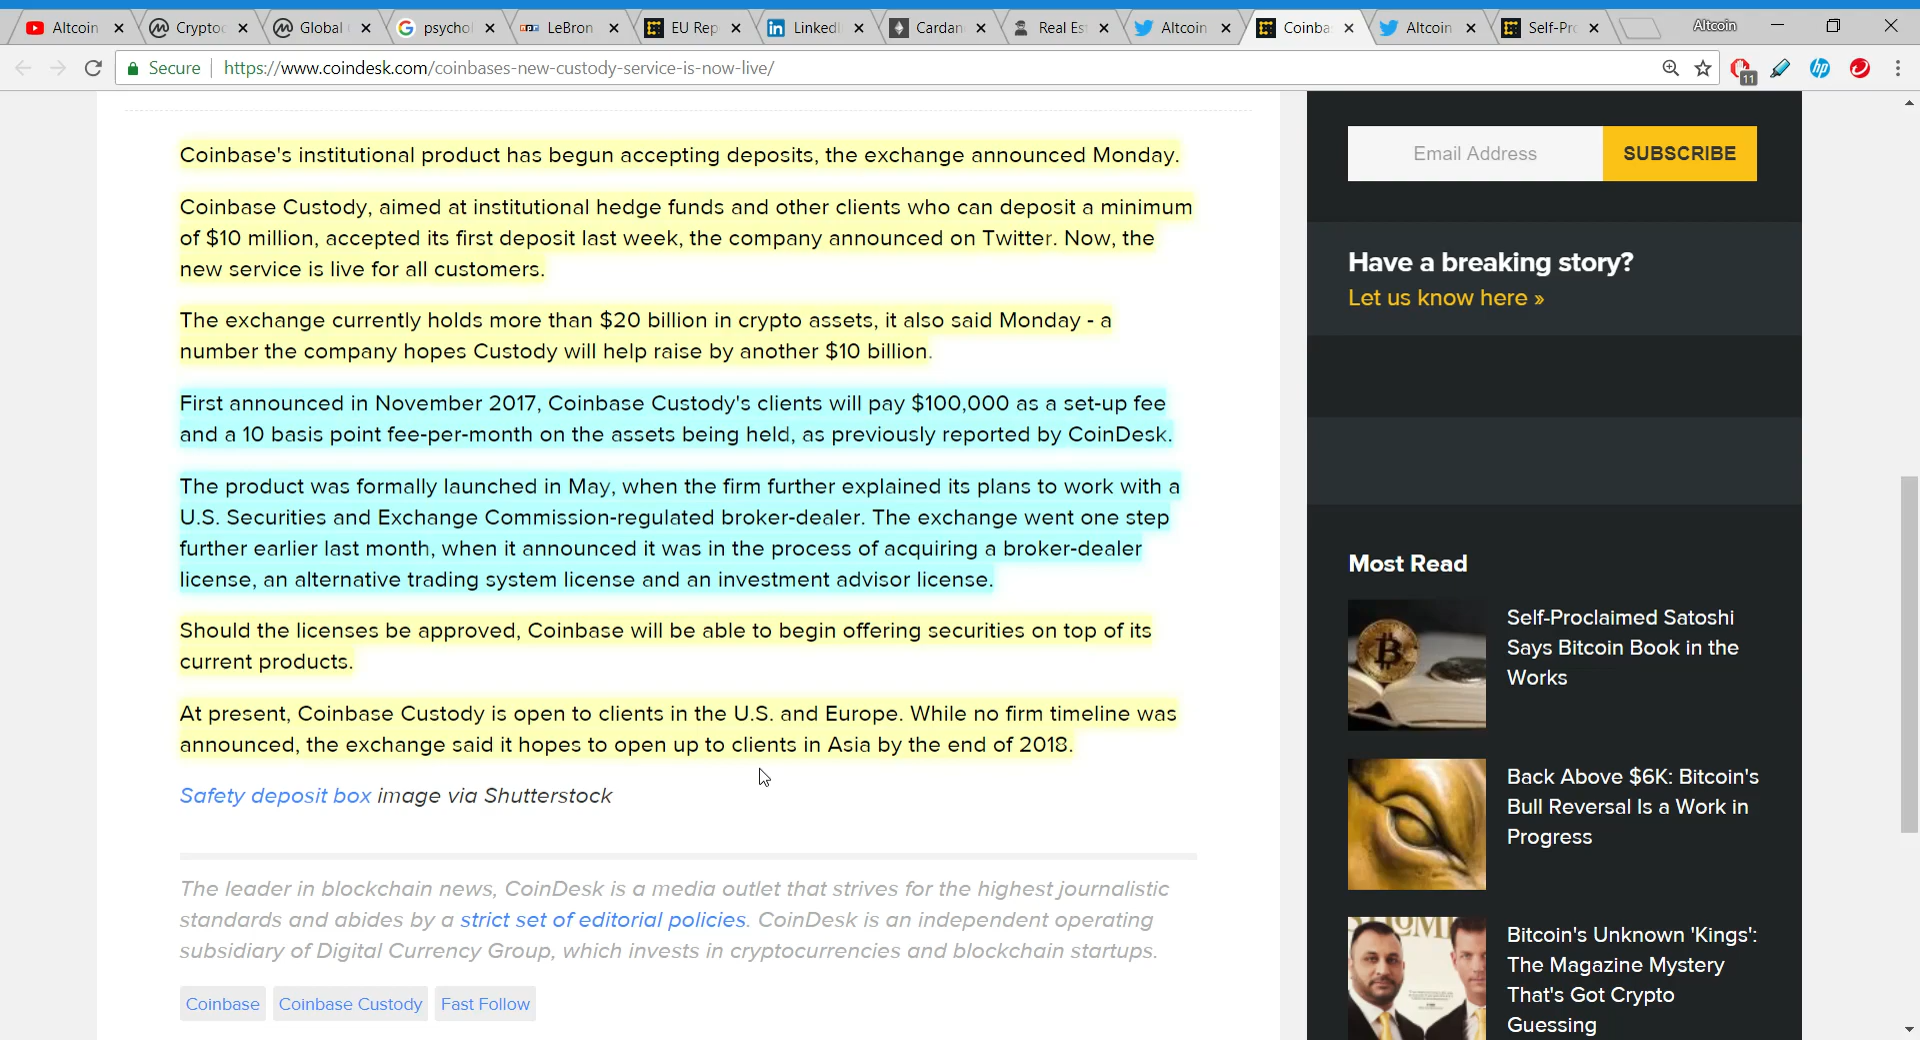 Altcoin
Cryptoc
Global
psychol
LeBron
EU Rep
LinkedI
Cardan
Real Es
Altcoin
Coinba
Altcoin
Self-Pr
Altcoin
Secure
https://www.coindesk.com/coinbases-new-custody-service-is-now-live/
11
hp
Coinbase's institutional product has begun accepting deposits, the exchange announced Monday.
Coinbase Custody, aimed at institutional hedge funds and other clients who can deposit a minimum
of $10 million, accepted its first deposit last week, the company announced on Twitter. Now, the
new service is live for all customers.
The exchange currently holds more than $20 billion in crypto assets, it also said Monday - a
number the company hopes Custody will help raise by another $10 billion.
First announced in November 2017, Coinbase Custody's clients will pay $100,000 as a set-up fee
and a 10 basis point fee-per-month on the assets being held, as previously reported by CoinDesk.
The product was formally launched in May, when the firm further explained its plans to work with a
U.S. Securities and Exchange Commission-regulated broker-dealer. The exchange went one step
further earlier last month, when it announced it was in the process of acquiring a broker-dealer
license, an alternative trading system license and an investment advisor license.
Should the licenses be approved, Coinbase will be able to begin offering securities on top of its
current products.
At present, Coinbase Custody is open to clients in the U.S. and Europe. While no firm timeline was
announced, the exchange said it hopes to open up to clients in Asia by the end of 2018.
Safety deposit box image via Shutterstock
The leader in blockchain news, CoinDesk is a media outlet that strives for the highest journalistic
standards and abides by a strict set of editorial policies. CoinDesk is an independent operating
subsidiary of Digital Currency Group, which invests in cryptocurrencies and blockchain startups.
Coinbase
Coinbase Custody
Fast Follow
Email Address
SUBSCRIBE
Have a breaking story?
Let us know here »
Most Read
Self-Proclaimed Satoshi
Says Bitcoin Book in the
Works
Back Above $6K: Bitcoin's
Bull Reversal Is a Work in
Progress
Bitcoin's Unknown 'Kings':
The Magazine Mystery
That's Got Crypto
Guessing